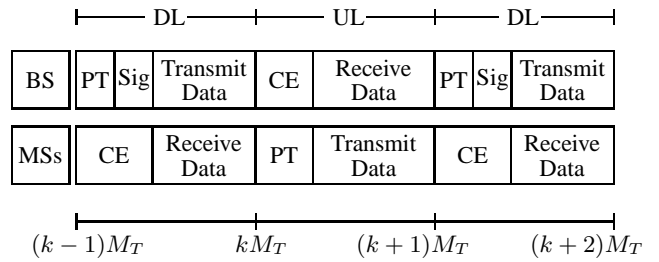 DL UL DL
BS PT Sig Transmit Data CE Receive Data PT Sig Transmit Data
MSs CE Receive Data PT Transmit Data CE Receive Data
(k − 1)M_T kM_T (k + 1)M_T (k + 2)M_T